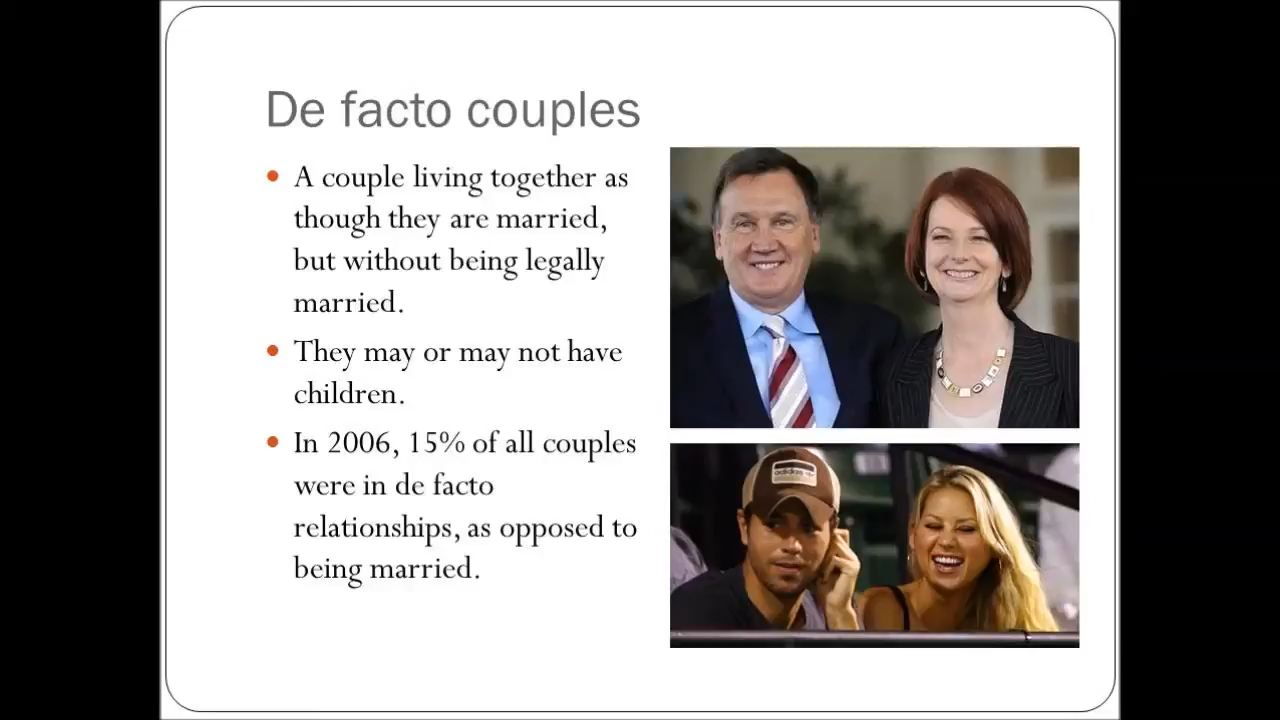 De facto couples
• A couple living together as
though they are married,
but without being legally
married.
• They may or may not have
children.
• In 2006, 15% of all couples
were in de facto
relationships, as opposed to
being married.
adidas